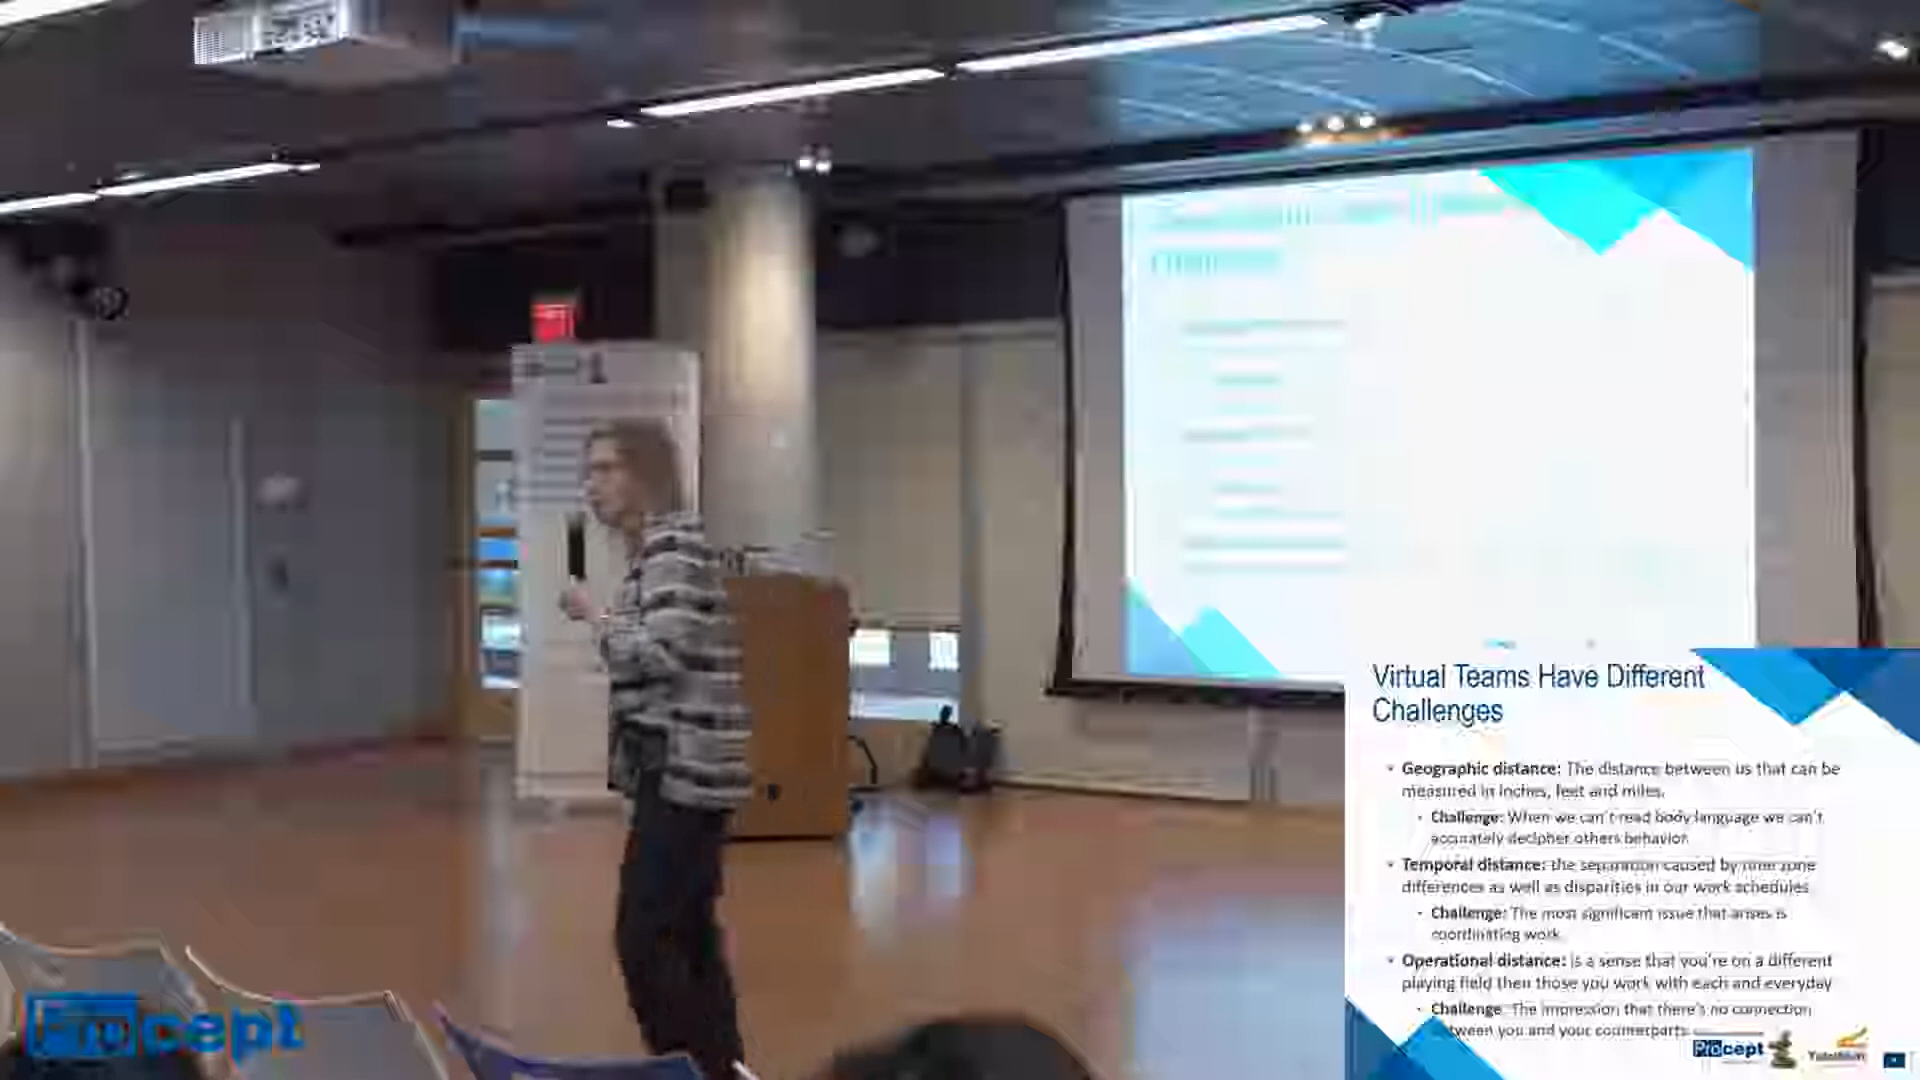 Virtual Teams Have Different
Challenges
• Geographic distance: The distance between us that can be
measured in inches, feet and miles.
• Challenge: When we can't read body language we can't
accurately decipher others behavior.
• Temporal distance: the separation caused by time zone
differences as well as disparities in our work schedules
• Challenge: The most significant issue that arises is
coordinating work.
• Operational distance: is a sense that you're on a different
playing field then those you work with each and everyday
• Challenge: The impression that there's no connection
between you and your counterparts.
Procept
Procept